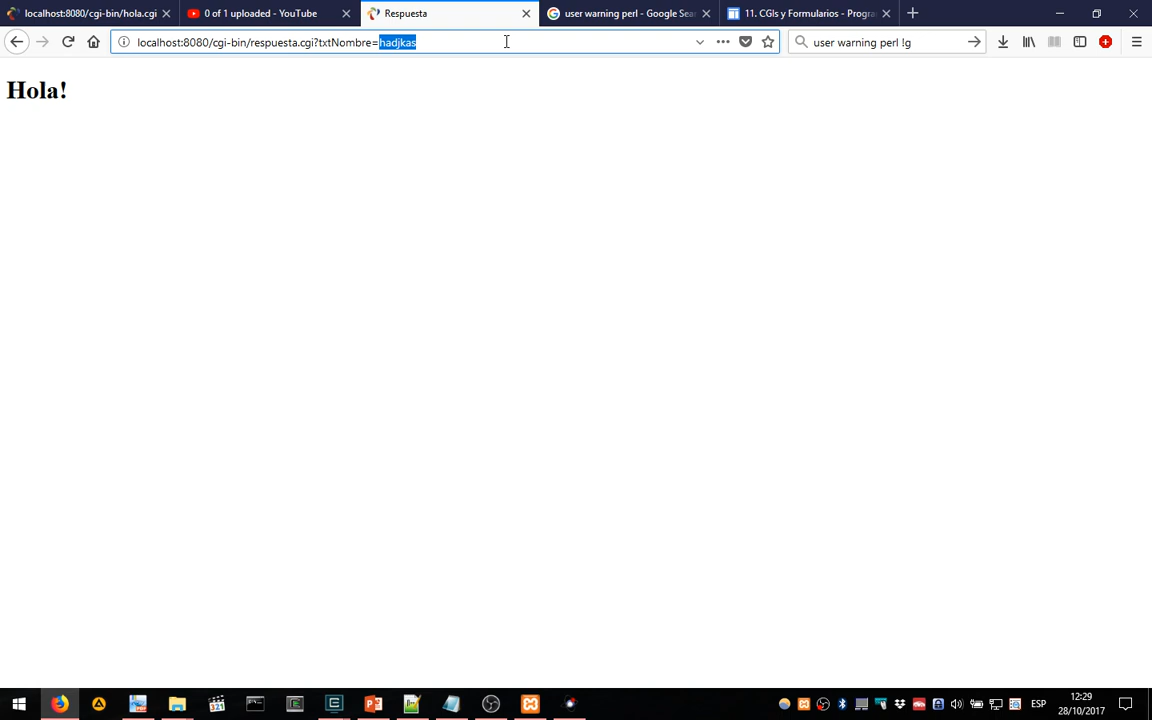 localhost:8080/cgi-bin/hola.cgi
0 of 1 uploaded - YouTube
Respuesta
user warning perl - Google Sea
11. CGIs y Formularios - Progra
localhost:8080/cgi-bin/respuesta.cgi?txtNombre=hadjkas
user warning perl !g
Hola!
ESP
12:29
28/10/2017